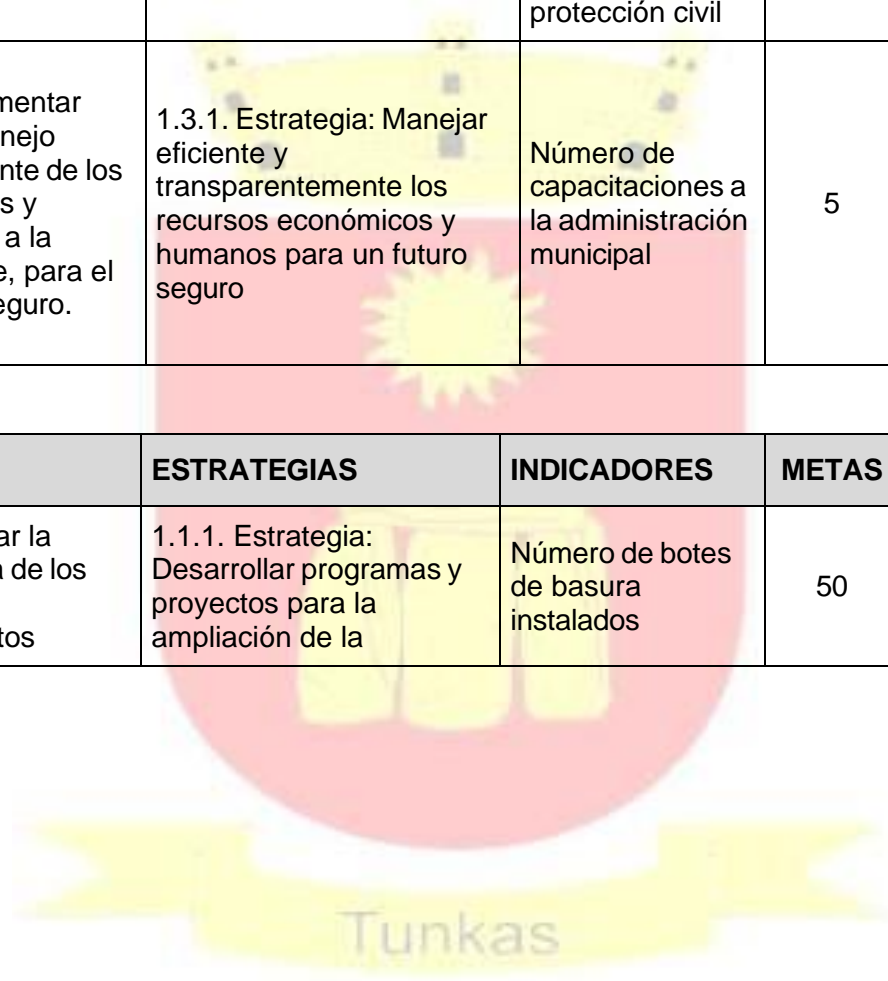 protección civil
mentar
nejo
nte de los
s y
a la
e, para el
eguro.
1.3.1. Estrategia: Manejar
eficiente y
transparentemente los
recursos económicos y
humanos para un futuro
seguro
Número de
capacitaciones a
la administración
municipal
5
ESTRATEGIAS
INDICADORES
METAS
ar la
a de los
tos
1.1.1. Estrategia:
Desarrollar programas y
proyectos para la
ampliación de la
Número de botes
de basura
instalados
50
Tunkas